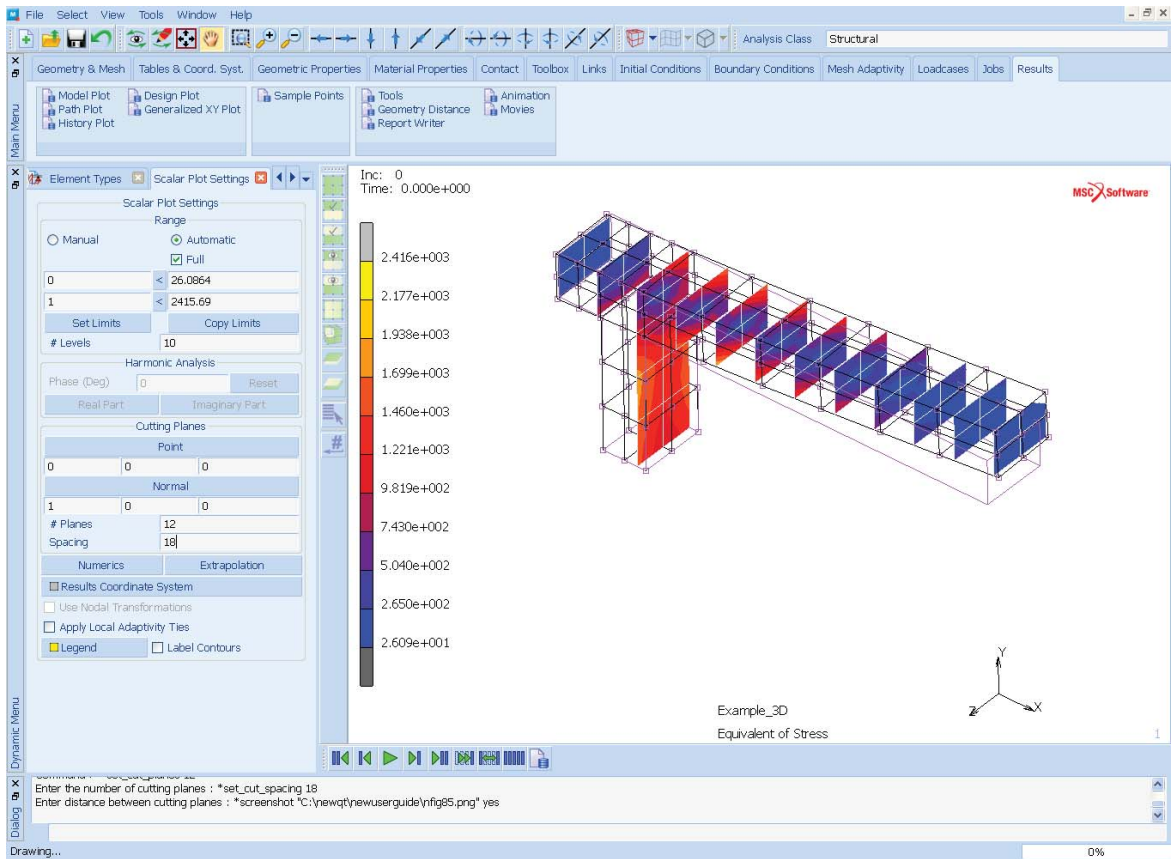 File Select View Tools Window Help
Analysis Class Structural
Main Menu
Geometry & Mesh Tables & Coord. Syst. Geometric Properties Material Properties Contact Toolbox Links Initial Conditions Boundary Conditions Mesh Adaptivity Loadcases Jobs Results
Model Plot Design Plot Sample Points Tools Animation
Path Plot Generalized XY Plot Geometry Distance Movies
History Plot Report Writer
Dynamic Menu
Element Types Scalar Plot Settings
Scalar Plot Settings
Range
Manual Automatic
Full
0 < 26.0864
1 < 2415.69
Set Limits Copy Limits
# Levels 10
Harmonic Analysis
Phase (Deg) 0 Reset
Real Part Imaginary Part
Cutting Planes
Point
0 0 0
Normal
1 0 0
# Planes 12
Spacing 18
Numerics Extrapolation
Results Coordinate System
Use Nodal Transformations
Apply Local Adaptivity Ties
Legend Label Contours
#
Inc: 0
Time: 0.000e+000
MSC Software
2.416e+003
2.177e+003
1.938e+003
1.699e+003
1.460e+003
1.221e+003
9.819e+002
7.430e+002
5.040e+002
2.650e+002
2.609e+001
Y
Z X
Example_3D
Equivalent of Stress
1
Dialog
Enter the number of cutting planes : *set_cut_spacing 18
Enter distance between cutting planes : *screenshot "C:\newqt\newuserguide\nfig85.png" yes
Drawing... 0%